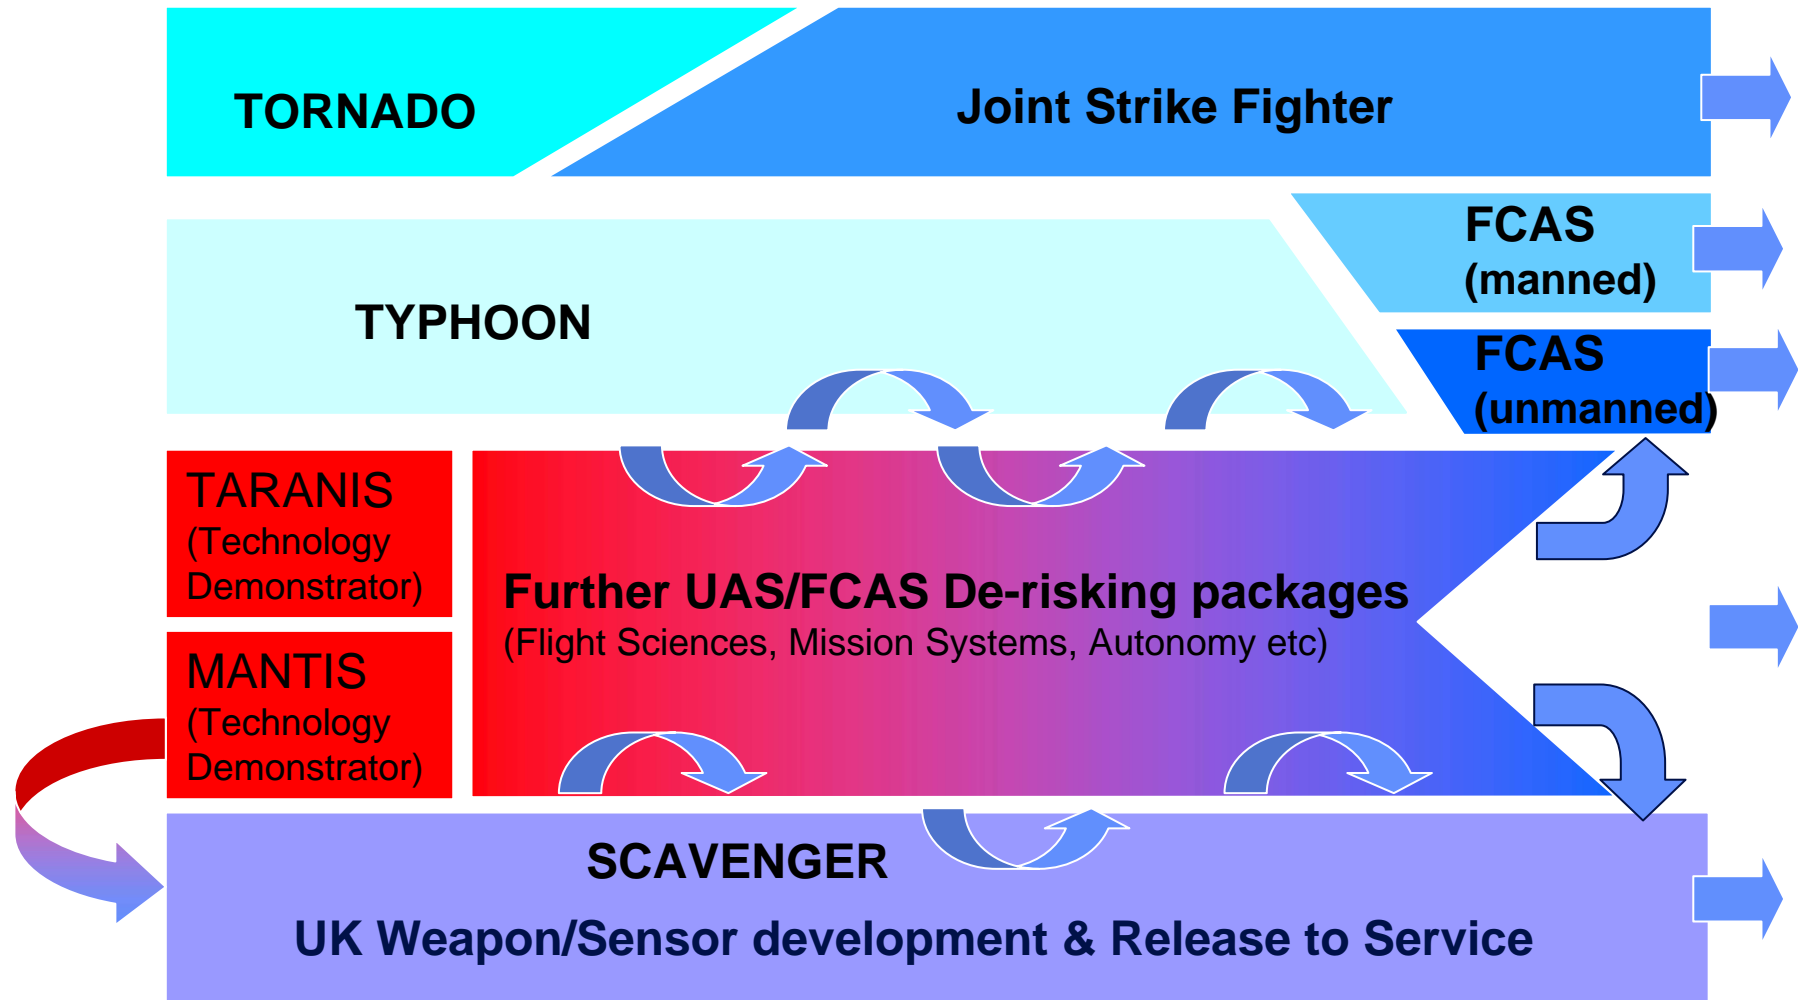 TORNADO
Joint Strike Fighter
FCAS
(manned)
TYPHOON
FCAS
(unmanned)
TARANIS
(Technology
Demonstrator)
Further UAS/FCAS De-risking packages
(Flight Sciences, Mission Systems, Autonomy etc)
MANTIS
(Technology
Demonstrator)
SCAVENGER
UK Weapon/Sensor development & Release to Service